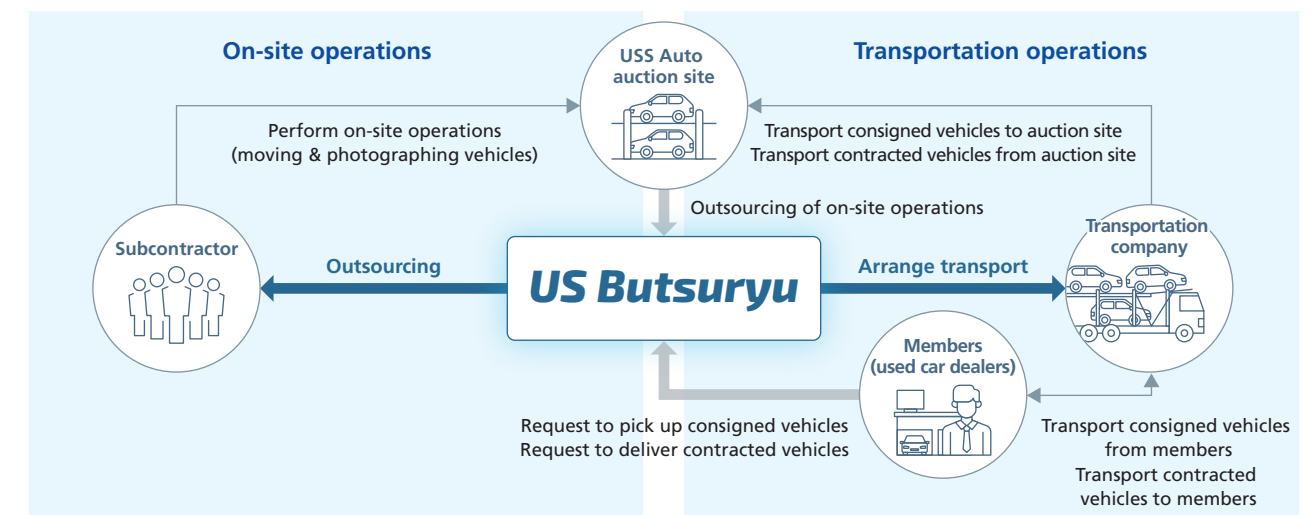 On-site operations
USS Auto
auction site
Transportation operations
Perform on-site operations
(moving & photographing vehicles)
Transport consigned vehicles to auction site
Transport contracted vehicles from auction site
Outsourcing of on-site operations
Subcontractor
Transportation
company
Outsourcing
US Butsuryu
Arrange transport
Members
(used car dealers)
Request to pick up consigned vehicles
Request to deliver contracted vehicles
Transport consigned vehicles
from members
Transport contracted
vehicles to members